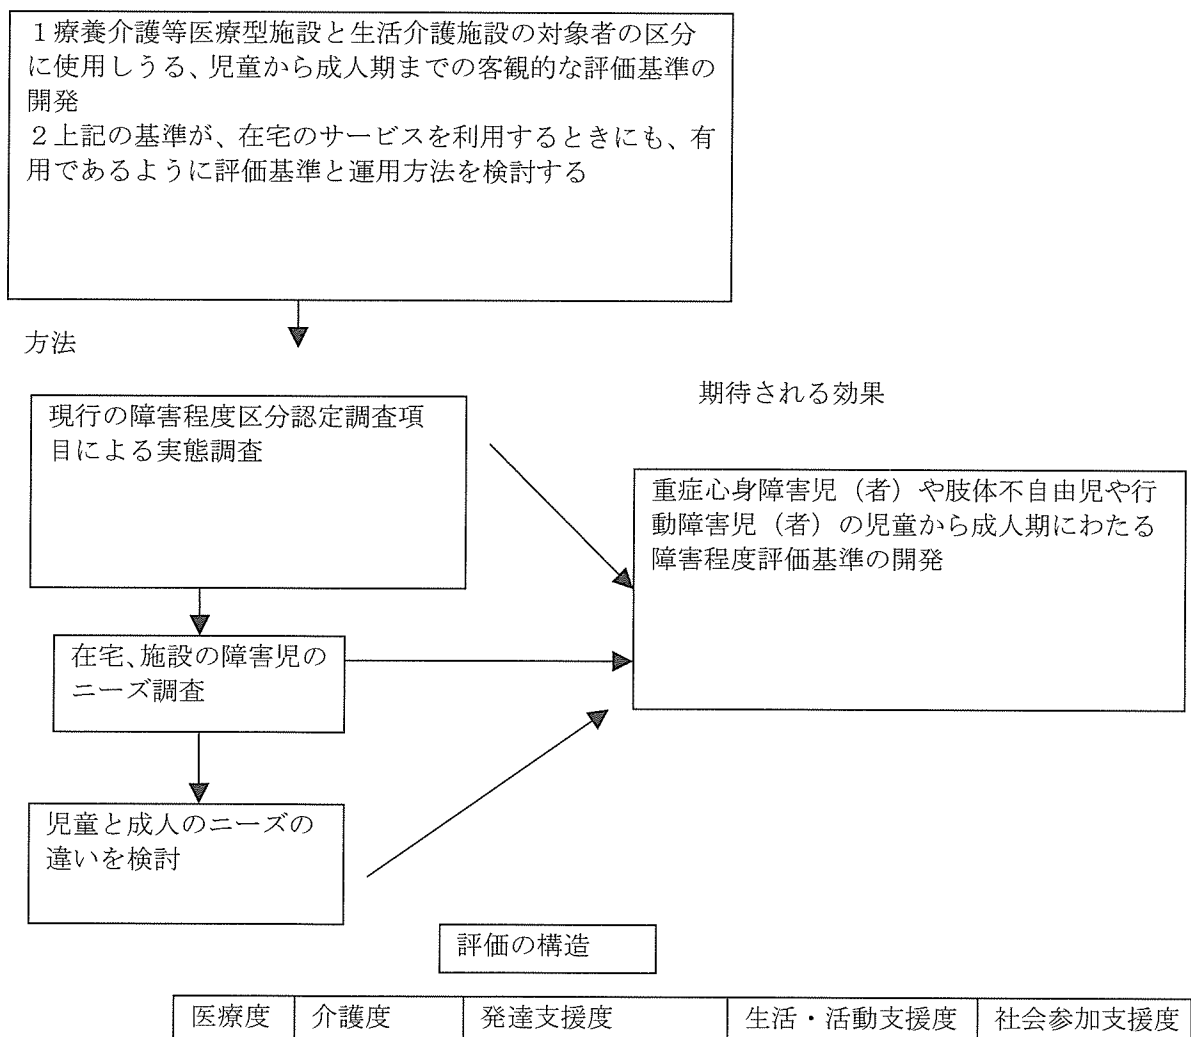 1療養介護等医療型施設と生活介護施設の対象者の区分
に使用しうる、児童から成人期までの客観的な評価基準の
開発
2上記の基準が、在宅のサービスを利用するときにも、有
用であるように評価基準と運用方法を検討する
方法
期待される効果
現行の障害程度区分認定調査項
目による実態調査
重症心身障害児（者）や肢体不自由児や行
動障害児（者）の児童から成人期にわたる
障害程度評価基準の開発
在宅、施設の障害児の
ニーズ調査
児童と成人のニーズの
違いを検討
評価の構造
医療度 介護度 発達支援度 生活・活動支援度 社会参加支援度